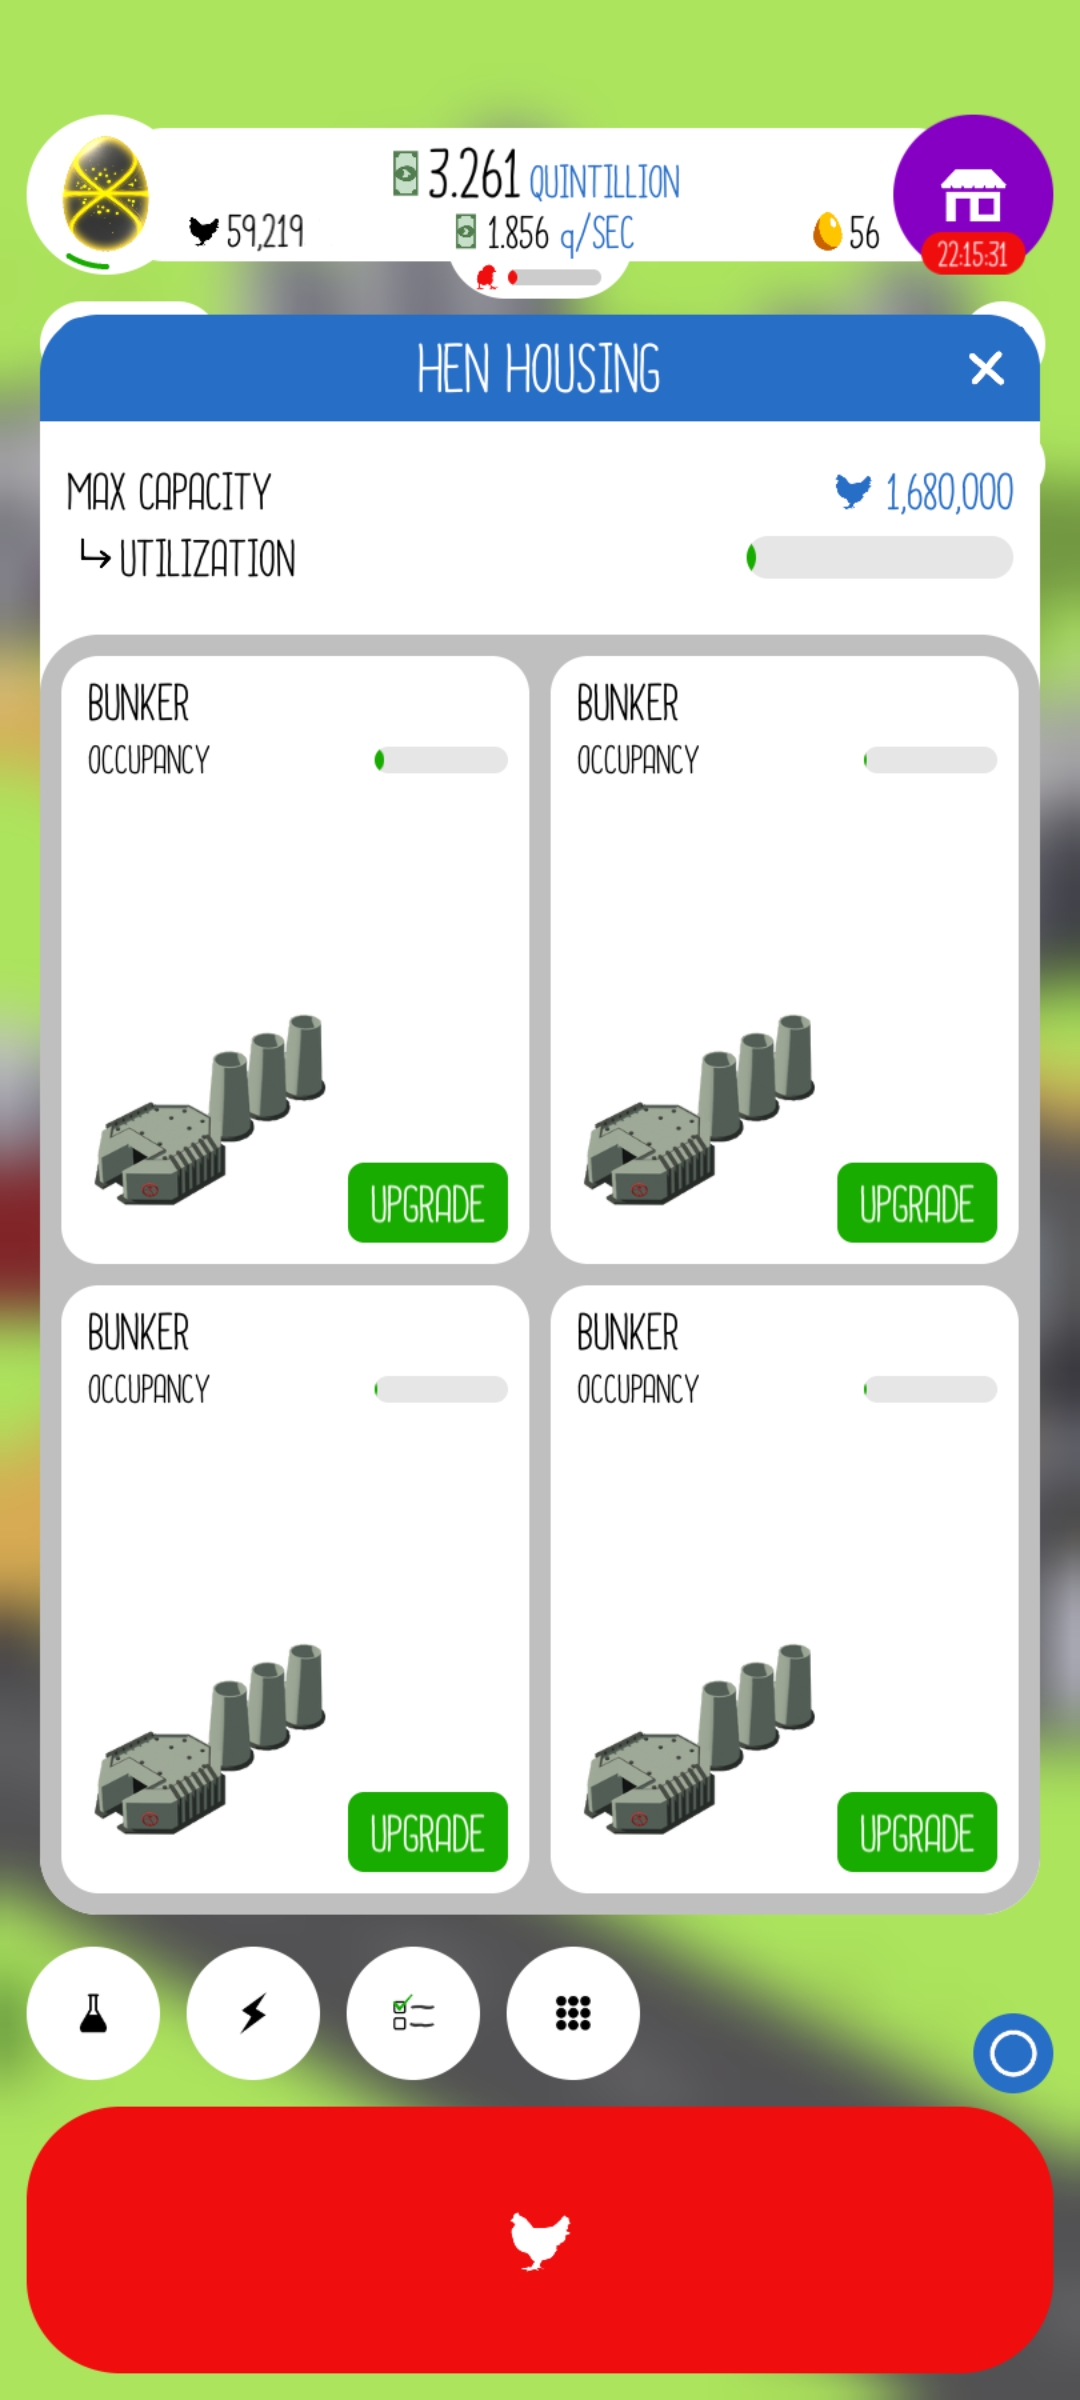 3.261 QUINTILLION
59,219 1.856 q/SEC 56
22:15:31
HEN HOUSING
MAX CAPACITY 1,680,000
UTILIZATION
BUNKER BUNKER
OCCUPANCY OCCUPANCY
UPGRADE UPGRADE
BUNKER BUNKER
OCCUPANCY OCCUPANCY
UPGRADE UPGRADE